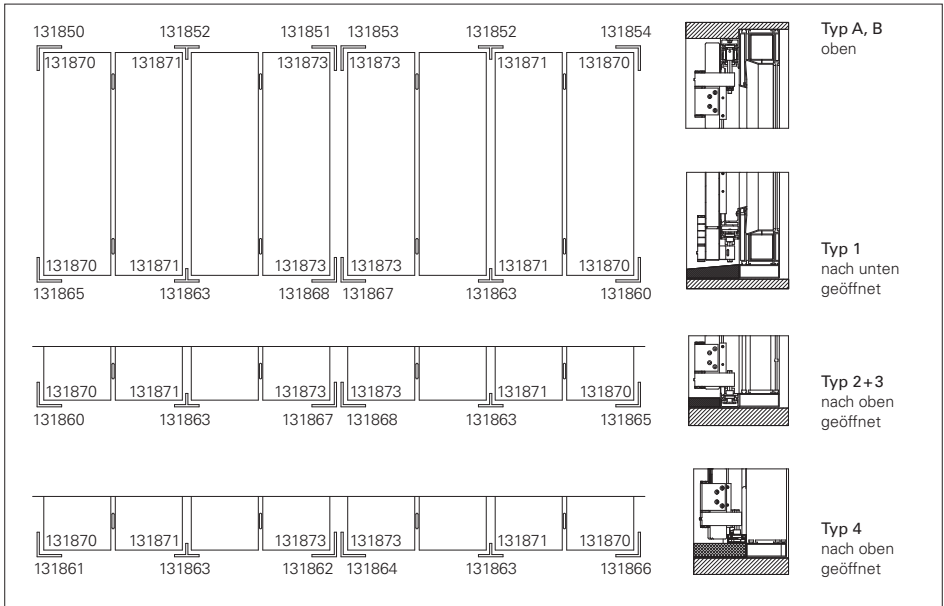 131850 131852 131851 131853 131852 131854
131870 131871 131873 131873 131871 131870
Typ A, B
oben
131870 131871 131873 131873 131871 131870
131865 131863 131868 131867 131863 131860
Typ 1
nach unten
geöffnet
131870 131871 131873 131873 131871 131870
131860 131863 131867 131868 131863 131865
Typ 2+3
nach oben
geöffnet
131870 131871 131873 131873 131871 131870
131861 131863 131862 131864 131863 131866
Typ 4
nach oben
geöffnet